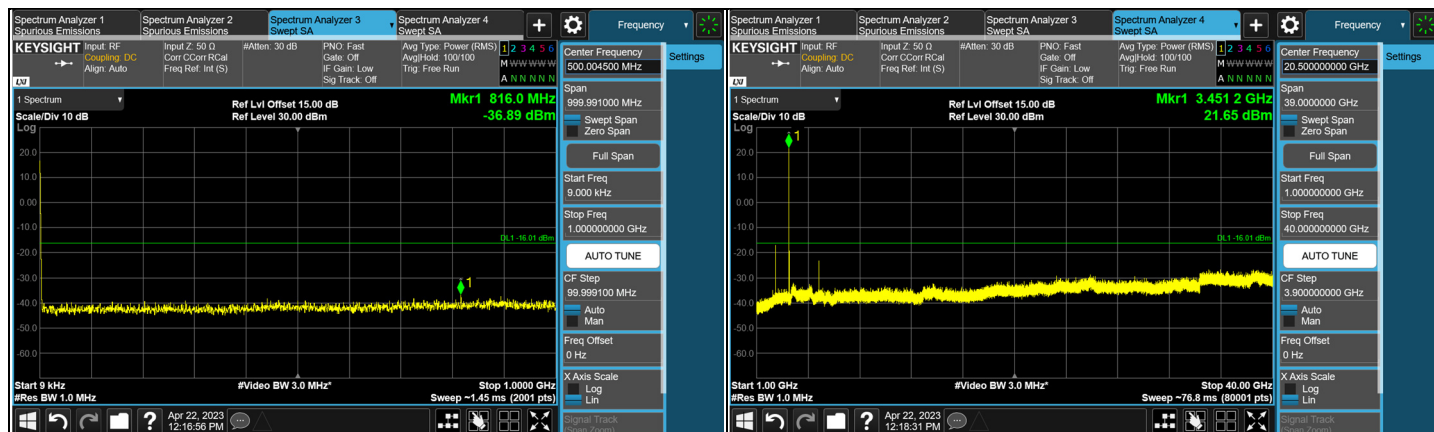 Spectrum Analyzer 1
Spurious Emissions
Spectrum Analyzer 2
Spurious Emissions
Spectrum Analyzer 3
Swept SA
Spectrum Analyzer 4
Swept SA
+
Frequency
KEYSIGHT
Input: RF
Coupling: DC
Align: Auto
Input Z: 50 Ω
Corr CCorr RCal
Freq Ref: Int (S)
#Atten: 30 dB
PNO: Fast
Gate: Off
IF Gain: Low
Sig Track: Off
Avg Type: Power (RMS)
Avg|Hold: 100/100
Trig: Free Run
1 2 3 4 5 6
M W W W W W
A N N N N N
LXI
Center Frequency
500.004500 MHz
Settings
1 Spectrum
Scale/Div 10 dB
Ref Lvl Offset 15.00 dB
Ref Level 30.00 dBm
Mkr1 816.0 MHz
-36.89 dBm
Span
999.991000 MHz
Swept Span
Zero Span
Full Span
Start Freq
9.000 kHz
Stop Freq
1.000000000 GHz
AUTO TUNE
CF Step
99.999100 MHz
Auto
Man
Freq Offset
0 Hz
X Axis Scale
Log
Lin
Signal Track
(Span Zoom)
Log
20.0
10.0
0.00
-10.0
-20.0
-30.0
-40.0
-50.0
-60.0
DL1 -16.01 dBm
1
Start 9 kHz
#Res BW 1.0 MHz
#Video BW 3.0 MHz*
Stop 1.0000 GHz
Sweep ~1.45 ms (2001 pts)
?
Apr 22, 2023
12:16:56 PM
Spectrum Analyzer 1
Spurious Emissions
Spectrum Analyzer 2
Spurious Emissions
Spectrum Analyzer 3
Swept SA
Spectrum Analyzer 4
Swept SA
+
Frequency
KEYSIGHT
Input: RF
Coupling: DC
Align: Auto
Input Z: 50 Ω
Corr CCorr RCal
Freq Ref: Int (S)
#Atten: 30 dB
PNO: Fast
Gate: Off
IF Gain: Low
Sig Track: Off
Avg Type: Power (RMS)
Avg|Hold: 100/100
Trig: Free Run
1 2 3 4 5 6
M W W W W W
A N N N N N
LXI
Center Frequency
20.500000000 GHz
Settings
1 Spectrum
Scale/Div 10 dB
Ref Lvl Offset 15.00 dB
Ref Level 30.00 dBm
Mkr1 3.451 2 GHz
21.65 dBm
Span
39.0000000 GHz
Swept Span
Zero Span
Full Span
Start Freq
1.000000000 GHz
Stop Freq
40.000000000 GHz
AUTO TUNE
CF Step
3.900000000 GHz
Auto
Man
Freq Offset
0 Hz
X Axis Scale
Log
Lin
Signal Track
(Span Zoom)
Log
20.0
10.0
0.00
-10.0
-20.0
-30.0
-40.0
-50.0
-60.0
DL1 -16.01 dBm
1
Start 1.00 GHz
#Res BW 1.0 MHz
#Video BW 3.0 MHz*
Stop 40.00 GHz
Sweep ~76.8 ms (80001 pts)
?
Apr 22, 2023
12:18:31 PM